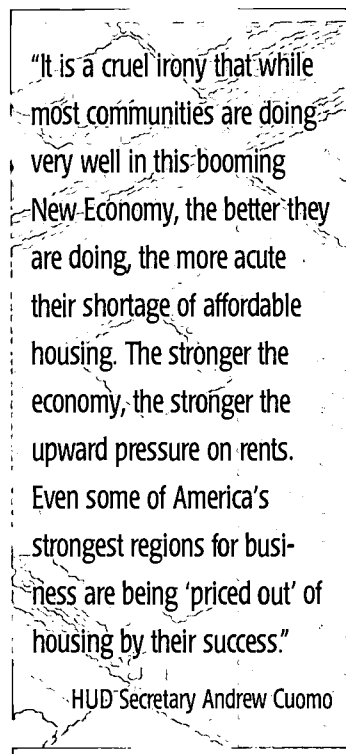 “It is a cruel irony that while
most communities are doing
very well in this booming
New Economy, the better they
are doing, the more acute
their shortage of affordable
housing. The stronger the
economy, the stronger the
upward pressure on rents.
Even some of America’s
strongest regions for busi-
ness are being ‘priced out’ of
housing by their success.”
HUD Secretary Andrew Cuomo